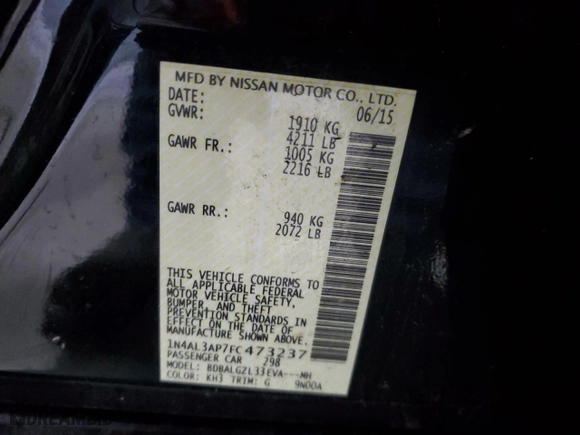 MFD BY NISSAN MOTOR CO., LTD.
DATE: 06/15
GVWR: 1910 KG
4211 LB
GAWR FR.: 1005 KG
2216 LB
GAWR RR.: 940 KG
2072 LB
THIS VEHICLE CONFORMS TO
ALL APPLICABLE FEDERAL
MOTOR VEHICLE SAFETY,
BUMPER, AND THEFT
PREVENTION STANDARDS IN
EFFECT ON THE DATE OF
MANUFACTURE SHOWN ABOVE.
1N4AL3AP7FC473237
PASSENGER CAR 298
MODEL: BDBALGZL33EVA---MH
COLOR: KH3 TRIM: G 9N00A